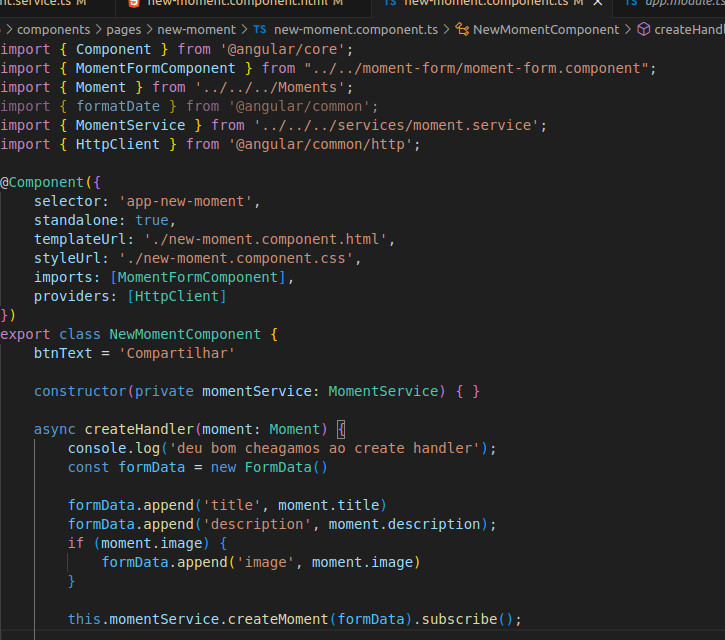 nt.service.ts M new-moment.component.html M TS new-moment.component.ts M × TS app.module.ts
components > pages > new-moment > TS new-moment.component.ts > NewMomentComponent > createHandl
import { Component } from '@angular/core';
import { MomentFormComponent } from "../../moment-form/moment-form.component";
import { Moment } from '../../../Moments';
import { formatDate } from '@angular/common';
import { MomentService } from '../../../services/moment.service';
import { HttpClient } from '@angular/common/http';
@Component({
selector: 'app-new-moment',
standalone: true,
templateUrl: './new-moment.component.html',
styleUrl: './new-moment.component.css',
imports: [MomentFormComponent],
providers: [HttpClient]
})
export class NewMomentComponent {
btnText = 'Compartilhar'
constructor(private momentService: MomentService) { }
async createHandler(moment: Moment) {
console.log('deu bom cheagamos ao create handler');
const formData = new FormData()
formData.append('title', moment.title)
formData.append('description', moment.description);
if (moment.image) {
formData.append('image', moment.image)
}
this.momentService.createMoment(formData).subscribe();